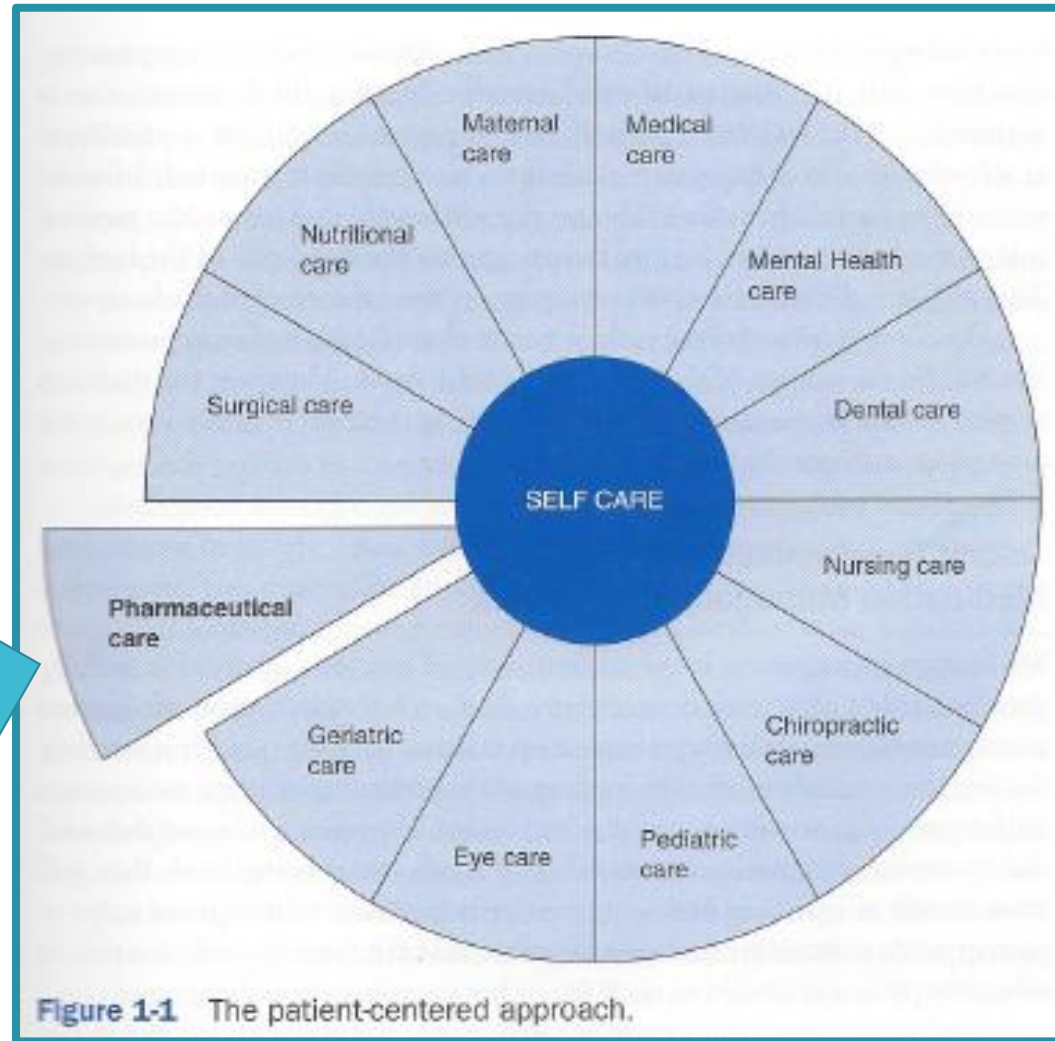 Maternal
care
Medical
care
Mental Health
care
Dental care
Nursing care
Chiropractic
care
Pediatric
care
Eye care
Geriatric
care
Pharmaceutical
care
Surgical care
Nutritional
care
SELF CARE
Figure 1-1 The patient-centered approach.